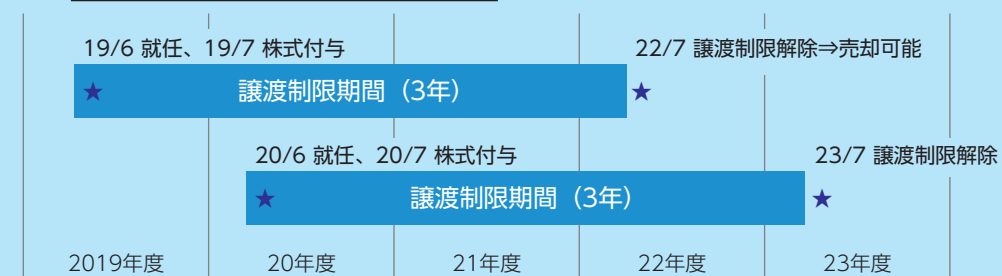 19/6 就任、19/7 株式付与
22/7 譲渡制限解除⇒売却可能
★ 譲渡制限期間（3年） ★
20/6 就任、20/7 株式付与
23/7 譲渡制限解除
★ 譲渡制限期間（3年） ★
2019年度 20年度 21年度 22年度 23年度